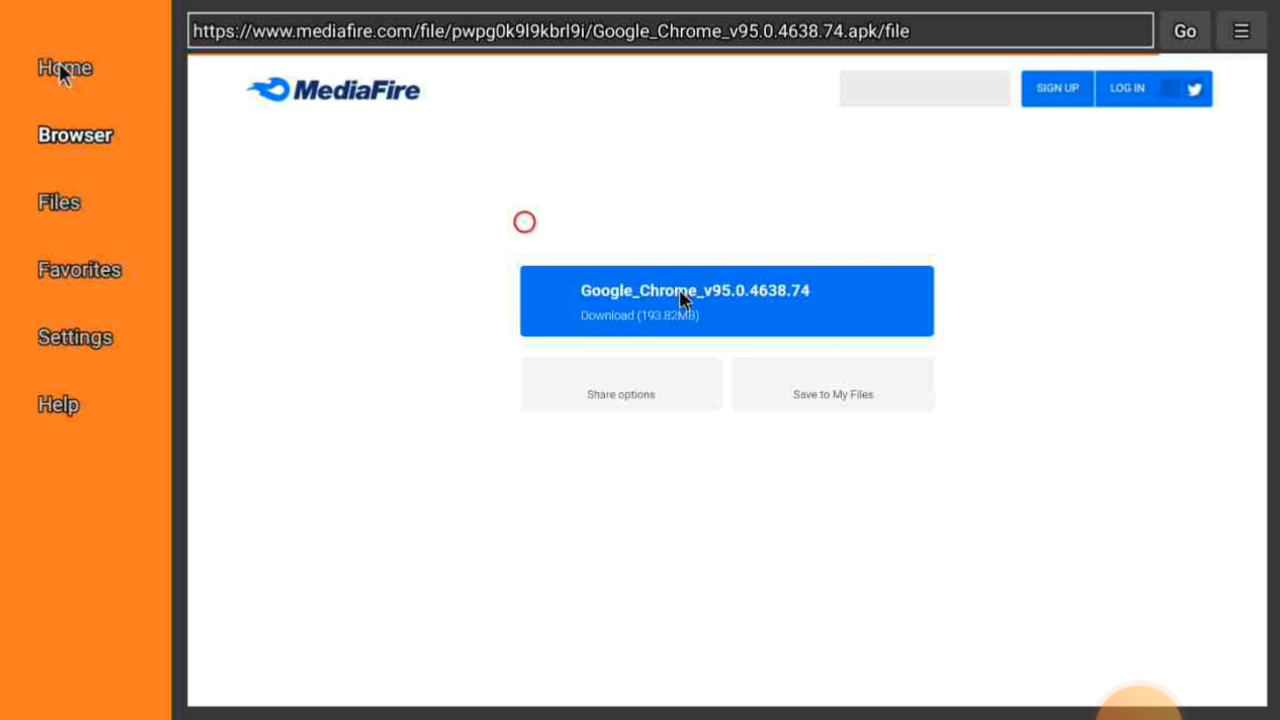 https://www.mediafire.com/file/pwpg0k9l9kbrl9i/Google_Chrome_v95.0.4638.74.apk/file
Go
Home
Browser
Files
Favorites
Settings
Help
MediaFire
SIGN UP
LOG IN
Google_Chrome_v95.0.4638.74
Download (193.82MB)
Share options
Save to My Files